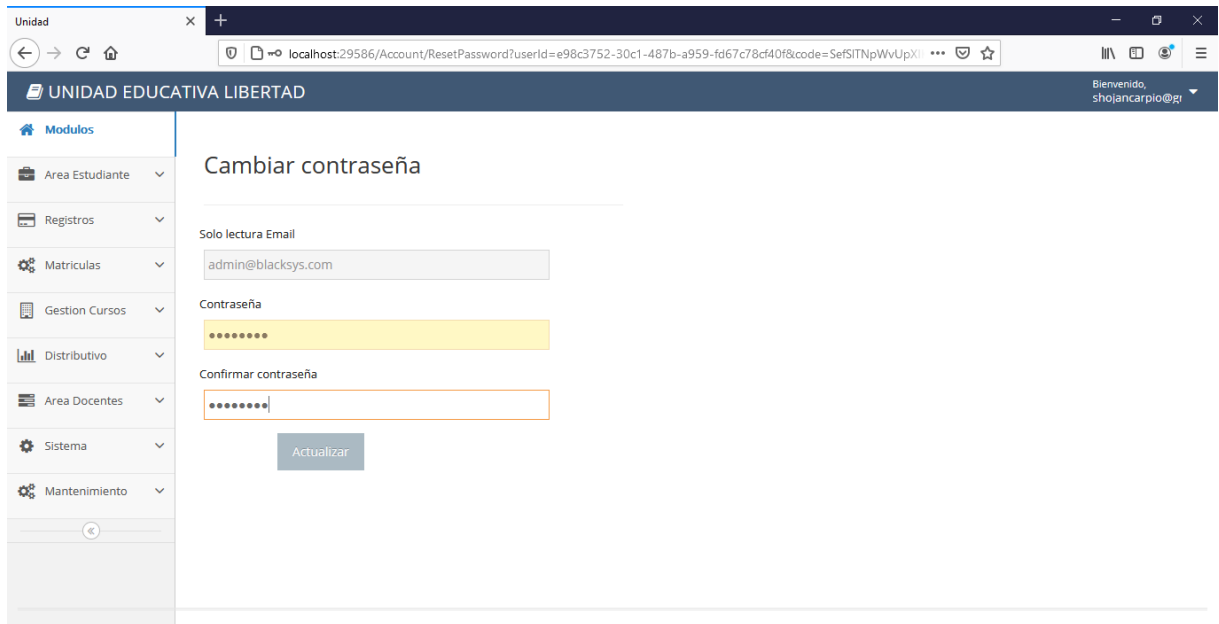 Unidad
localhost:29586/Account/ResetPassword?userId=e98c3752-30c1-487b-a959-fd67c78cf40f&code=SefSlTNpWvUpX
UNIDAD EDUCATIVA LIBERTAD
Bienvenido,
shojancarpio@g
Modulos
Area Estudiante
Registros
Matriculas
Gestion Cursos
Distributivo
Area Docentes
Sistema
Mantenimiento
Cambiar contraseña
Solo lectura Email
admin@blacksys.com
Contraseña
••••••••
Confirmar contraseña
••••••••
Actualizar